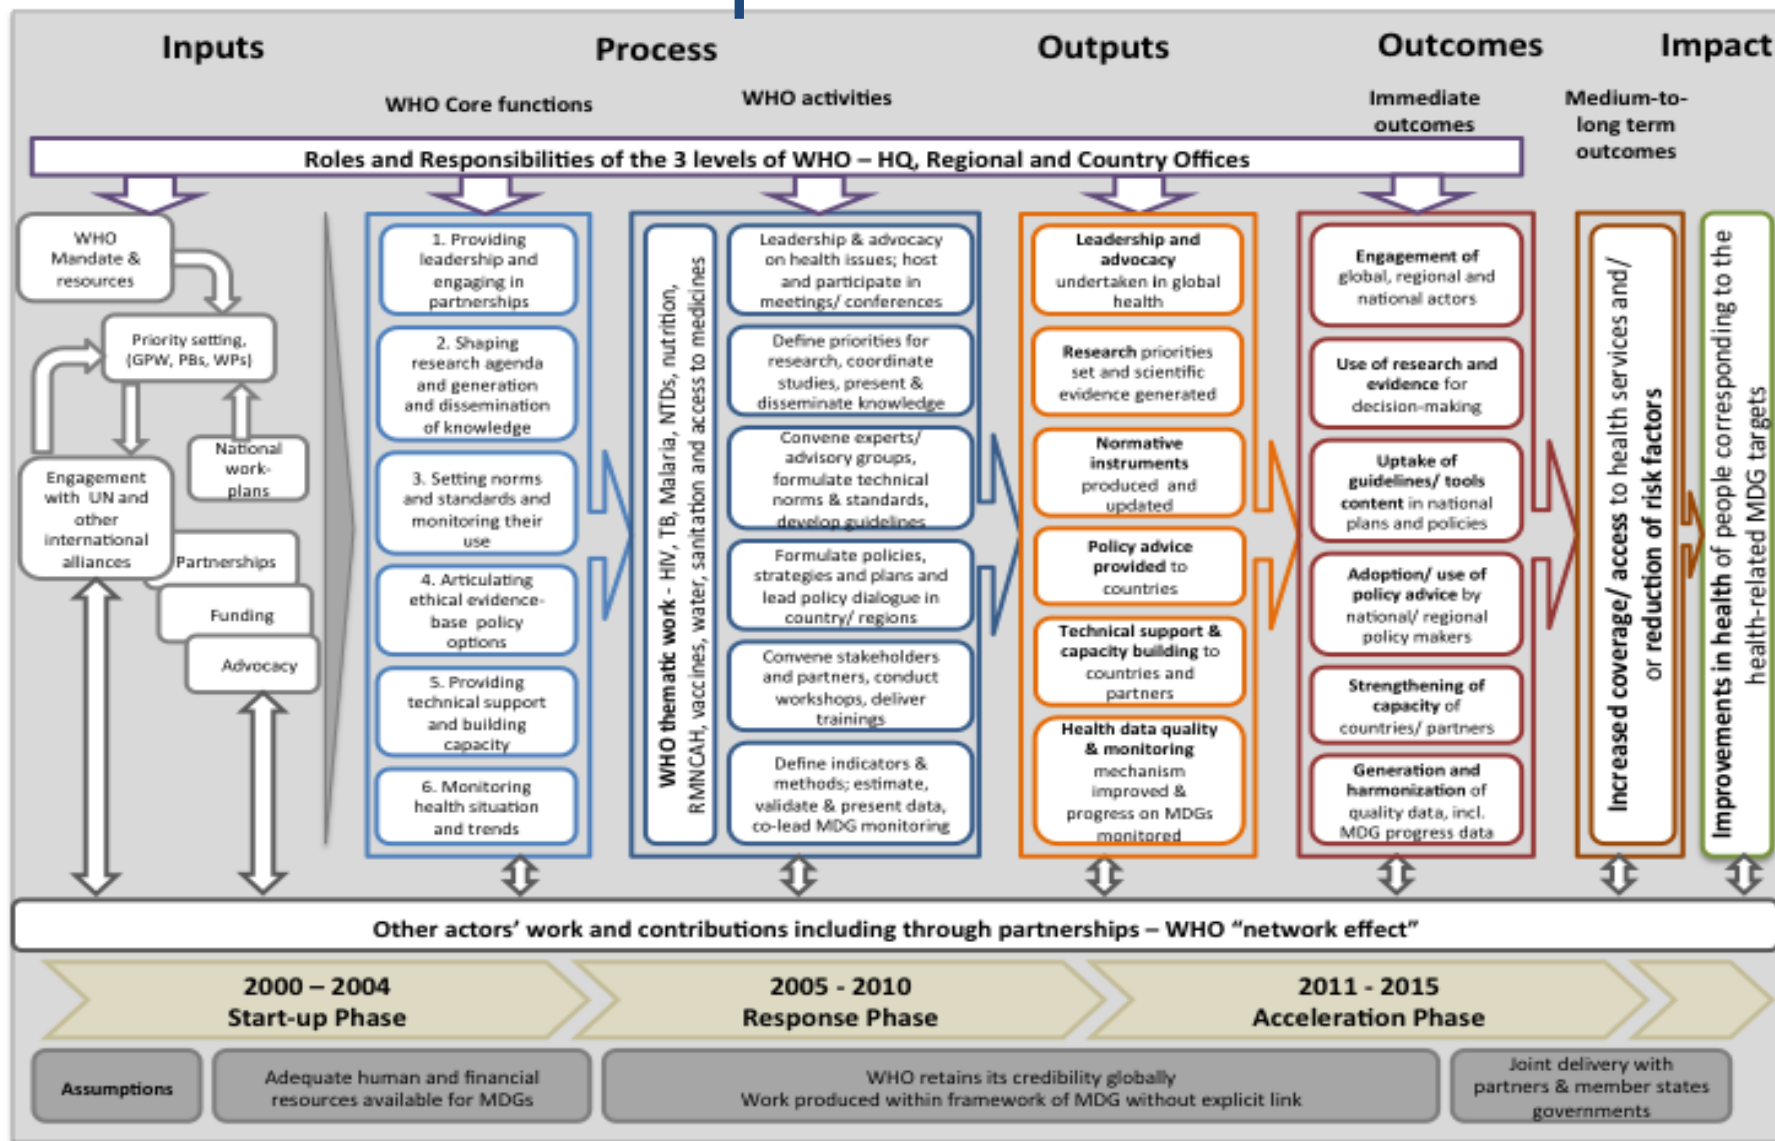 Inputs
Process
Outputs
Outcomes
Impact
WHO Core functions
WHO activities
Immediate
outcomes
Medium-to-
long term
outcomes
Roles and Responsibilities of the 3 levels of WHO – HQ, Regional and Country Offices
WHO
Mandate &
resources
Priority setting,
(GPW, PBs, WPs)
National
work-
plans
Engagement
with UN and
other
international
alliances
Partnerships
Funding
Advocacy
1. Providing
leadership and
engaging in
partnerships
2. Shaping
research agenda
and generation
and dissemination
of knowledge
3. Setting norms
and standards and
monitoring their
use
4. Articulating
ethical evidence-
base policy
options
5. Providing
technical support
and building
capacity
6. Monitoring
health situation
and trends
WHO thematic work - HIV, TB, Malaria, NTDs, nutrition,
RMNCAH, vaccines, water, sanitation and access to medicines
Leadership & advocacy
on health issues; host
and participate in
meetings/ conferences
Define priorities for
research, coordinate
studies, present &
disseminate knowledge
Convene experts/
advisory groups,
formulate technical
norms & standards,
develop guidelines
Formulate policies,
strategies and plans and
lead policy dialogue in
country/ regions
Convene stakeholders
and partners, conduct
workshops, deliver
trainings
Define indicators &
methods; estimate,
validate & present data,
co-lead MDG monitoring
Leadership and
advocacy
undertaken in global
health
Research priorities
set and scientific
evidence generated
Normative
instruments
produced and
updated
Policy advice
provided to
countries
Technical support &
capacity building to
countries and
partners
Health data quality
& monitoring
mechanism
improved &
progress on MDGs
monitored
Engagement of
global, regional and
national actors
Use of research and
evidence for
decision-making
Uptake of
guidelines/ tools
content in national
plans and policies
Adoption/ use of
policy advice by
national/ regional
policy makers
Strengthening of
capacity of
countries/ partners
Generation and
harmonization of
quality data, incl.
MDG progress data
Increased coverage/ access to health services and/
or reduction of risk factors
Improvements in health of people corresponding to the
health-related MDG targets
Other actors’ work and contributions including through partnerships – WHO “network effect”
2000 – 2004
Start-up Phase
2005 - 2010
Response Phase
2011 - 2015
Acceleration Phase
Assumptions
Adequate human and financial
resources available for MDGs
WHO retains its credibility globally
Work produced within framework of MDG without explicit link
Joint delivery with
partners & member states
governments